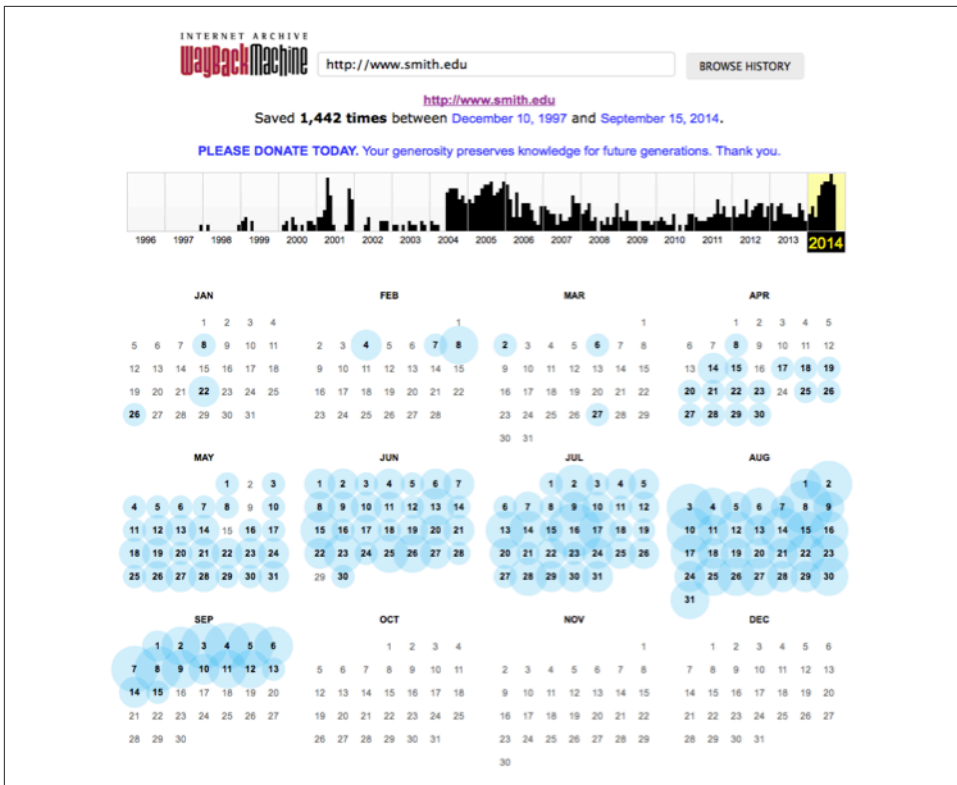 INTERNET ARCHIVE
WayBackMachine
http://www.smith.edu
BROWSE HISTORY
http://www.smith.edu
Saved 1,442 times between December 10, 1997 and September 15, 2014.
PLEASE DONATE TODAY. Your generosity preserves knowledge for future generations. Thank you.
1996 1997 1998 1999 2000 2001 2002 2003 2004 2005 2006 2007 2008 2009 2010 2011 2012 2013 2014
JAN FEB MAR APR
1 2 3 4 1 1 1 2 3 4 5
5 6 7 8 9 10 11 2 3 4 5 6 7 8 2 3 4 5 6 7 8 6 7 8 9 10 11 12
12 13 14 15 16 17 18 9 10 11 12 13 14 15 9 10 11 12 13 14 15 13 14 15 16 17 18 19
19 20 21 22 23 24 25 16 17 18 19 20 21 22 16 17 18 19 20 21 22 20 21 22 23 24 25 26
26 27 28 29 30 31 23 24 25 26 27 28 23 24 25 26 27 28 29 27 28 29 30
30 31
MAY JUN JUL AUG
1 2 3 1 2 3 4 5 6 7 1 2 3 4 5 1 2
4 5 6 7 8 9 10 8 9 10 11 12 13 14 6 7 8 9 10 11 12 3 4 5 6 7 8 9
11 12 13 14 15 16 17 15 16 17 18 19 20 21 13 14 15 16 17 18 19 10 11 12 13 14 15 16
18 19 20 21 22 23 24 22 23 24 25 26 27 28 20 21 22 23 24 25 26 17 18 19 20 21 22 23
25 26 27 28 29 30 31 29 30 27 28 29 30 31 24 25 26 27 28 29 30
31
SEP OCT NOV DEC
1 2 3 4 5 6 1 2 3 4 1 1 2 3 4 5 6
7 8 9 10 11 12 13 5 6 7 8 9 10 11 2 3 4 5 6 7 8 7 8 9 10 11 12 13
14 15 16 17 18 19 20 12 13 14 15 16 17 18 9 10 11 12 13 14 15 14 15 16 17 18 19 20
21 22 23 24 25 26 27 19 20 21 22 23 24 25 16 17 18 19 20 21 22 21 22 23 24 25 26 27
28 29 30 26 27 28 29 30 31 23 24 25 26 27 28 29 28 29 30 31
30